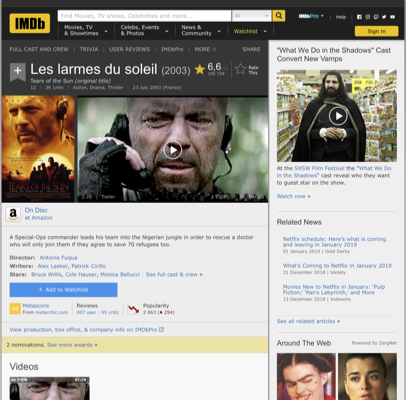 IMDb
Find Movies, TV shows, Celebrities and more...
All
Movies, TV & Showtimes
Celebs, Events & Photos
News & Community
Watchlist
IMDbPro
Help
Sign in
FULL CAST AND CREW | TRIVIA | USER REVIEWS | IMDbPro | MORE
SHARE
Les larmes du soleil (2003)
6,6
Rate This
Tears of the Sun (original title)
12 | 2h 1min | Action, Drama, Thriller | 23 July 2003 (France)
TEARS OF THE SUN
2:26 | Trailer
On Disc
at Amazon
A Special-Ops commander leads his team into the Nigerian jungle in order to rescue a doctor
who will only join them if they agree to save 70 refugees too.
Director: Antoine Fuqua
Writers: Alex Lasker, Patrick Cirillo
Stars: Bruce Willis, Cole Hauser, Monica Bellucci | See full cast & crew »
+ Add to Watchlist
Metascore
From metacritic.com
Reviews
407 user | 95 critic
Popularity
2 863 (254)
View production, box office, & company info on IMDbPro
2 nominations. See more awards »
Videos
"What We Do in the Shadows" Cast
Convert New Vamps
At the SXSW Film Festival the "What We Do
in the Shadows" cast reveal who they want
to guest star on the show.
Watch now »
Related News
Netflix schedule: Here's what is coming
and leaving in January 2019
01 January 2019 | Gold Derby
What's Coming to Netflix in January 2019
31 December 2018 | Variety
Movies New to Netflix in January: 'Pulp
Fiction,' 'Pan's Labyrinth,' and More
13 December 2018 | Indiewire
See all related articles »
Around The Web
Powered by ZergNet